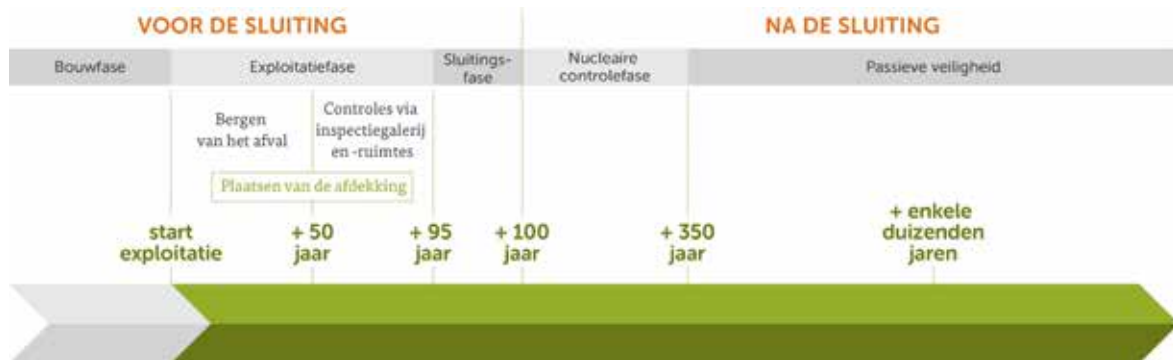 VOOR DE SLUITING
NA DE SLUITING
Bouwfase
Exploitatiefase
Sluitings-
fase
Nucleaire
controlefase
Passieve veiligheid
Bergen
van het afval
Controles via
inspectiegalerij
en -ruimtes
Plaatsen van de afdekking
start
exploitatie
+ 50
jaar
+ 95
jaar
+ 100
jaar
+ 350
jaar
+ enkele
duizenden
jaren